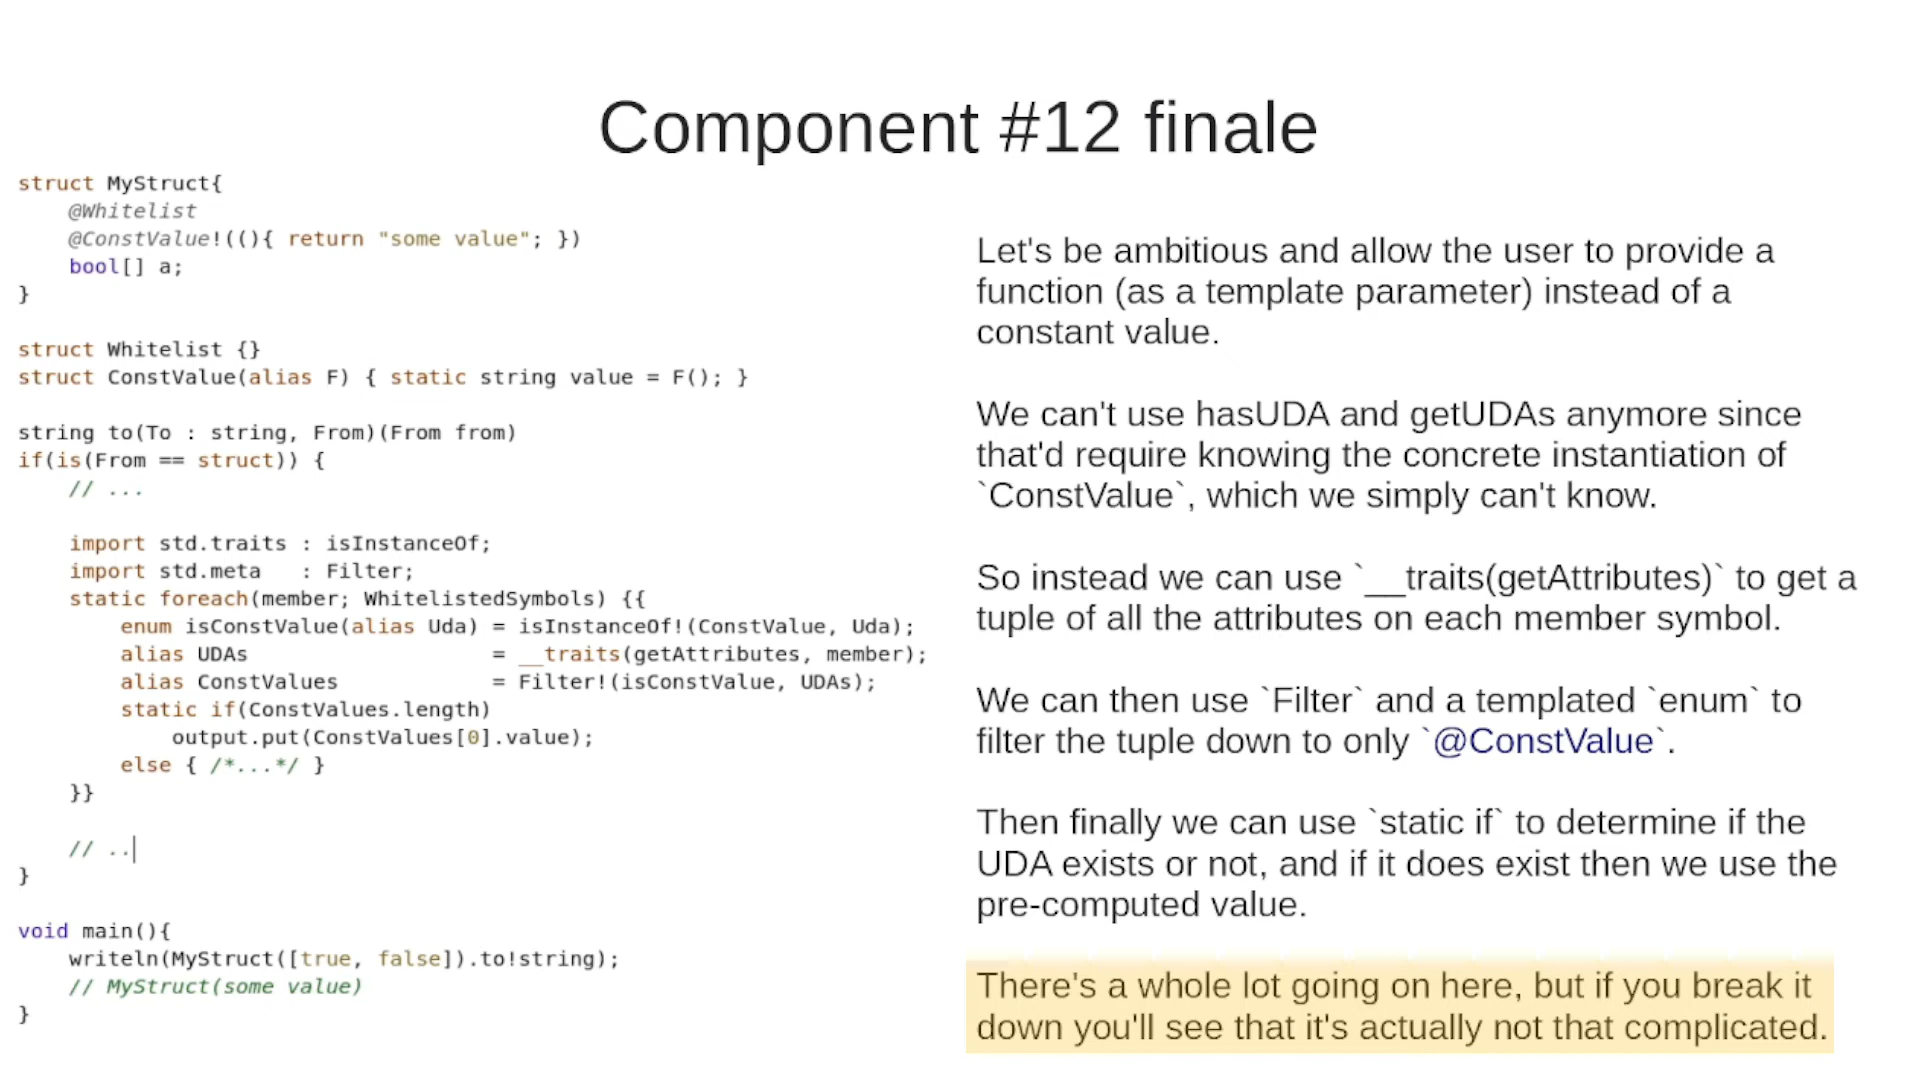 Component #12 finale
struct MyStruct{
    @Whitelist
    @ConstValue!((){ return "some value"; })
    bool[] a;
}

struct Whitelist {}
struct ConstValue(alias F) { static string value = F(); }

string to(To : string, From)(From from)
if(is(From == struct)) {
    // ...

    import std.traits : isInstanceOf;
    import std.meta   : Filter;
    static foreach(member; WhitelistedSymbols) {{
        enum isConstValue(alias Uda) = isInstanceOf!(ConstValue, Uda);
        alias UDAs                   = __traits(getAttributes, member);
        alias ConstValues            = Filter!(isConstValue, UDAs);
        static if(ConstValues.length)
            output.put(ConstValues[0].value);
        else { /*...*/ }
    }}

    // ..
}

void main(){
    writeln(MyStruct([true, false]).to!string);
    // MyStruct(some value)
}
Let's be ambitious and allow the user to provide a
function (as a template parameter) instead of a
constant value.

We can't use hasUDA and getUDAs anymore since
that'd require knowing the concrete instantiation of
`ConstValue`, which we simply can't know.

So instead we can use `__traits(getAttributes)` to get a
tuple of all the attributes on each member symbol.

We can then use `Filter` and a templated `enum` to
filter the tuple down to only `@ConstValue`.

Then finally we can use `static if` to determine if the
UDA exists or not, and if it does exist then we use the
pre-computed value.

There's a whole lot going on here, but if you break it
down you'll see that it's actually not that complicated.